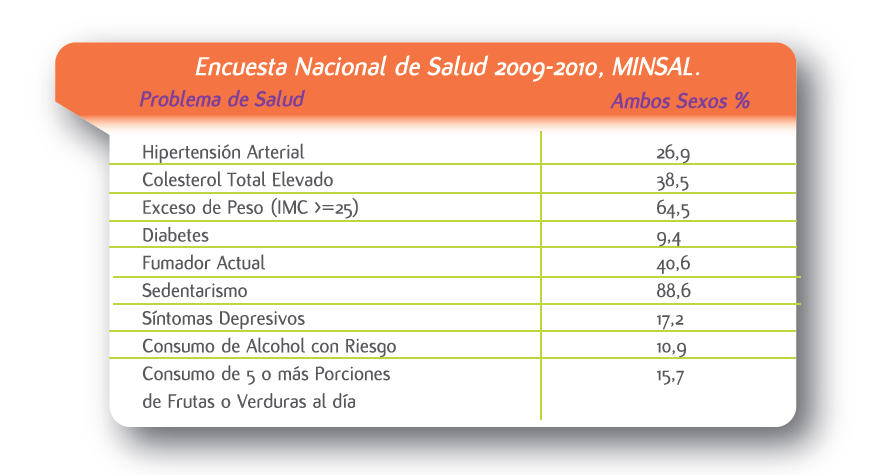 Encuesta Nacional de Salud 2009-2010, MINSAL.
Problema de Salud Ambos Sexos %
Hipertensión Arterial 26,9
Colesterol Total Elevado 38,5
Exceso de Peso (IMC >=25) 64,5
Diabetes 9,4
Fumador Actual 40,6
Sedentarismo 88,6
Síntomas Depresivos 17,2
Consumo de Alcohol con Riesgo 10,9
Consumo de 5 o más Porciones 15,7
de Frutas o Verduras al día